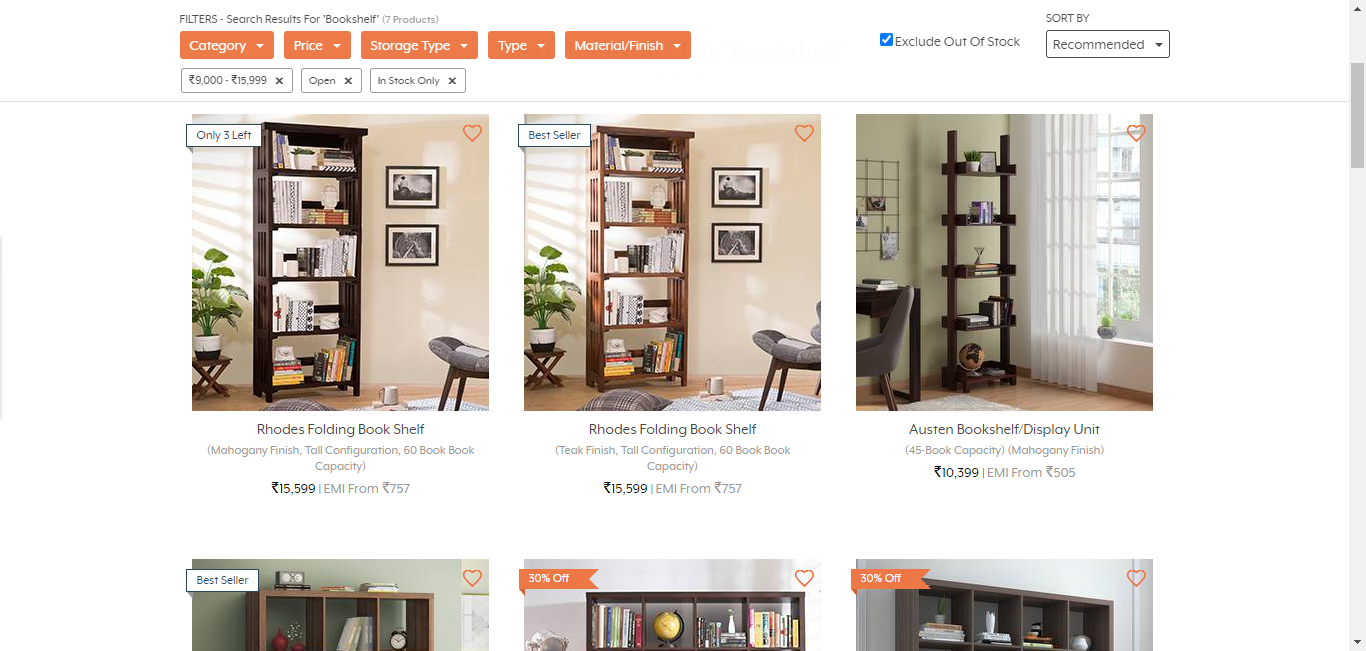 FILTERS - Search Results For 'Bookshelf' (7 Products)
SORT BY
Category
Price
Storage Type
Type
Material/Finish
or 'Bookshelf'
Exclude Out Of Stock
Recommended
₹9,000 - ₹15,999 ✕
Open ✕
In Stock Only ✕
Only 3 Left
Best Seller
Rhodes Folding Book Shelf
(Mahogany Finish, Tall Configuration, 60 Book Book
Capacity)
₹15,599 | EMI From ₹757
Rhodes Folding Book Shelf
(Teak Finish, Tall Configuration, 60 Book Book
Capacity)
₹15,599 | EMI From ₹757
Austen Bookshelf/Display Unit
(45-Book Capacity) (Mahogany Finish)
₹10,399 | EMI From ₹505
Best Seller
30% Off
30% Off